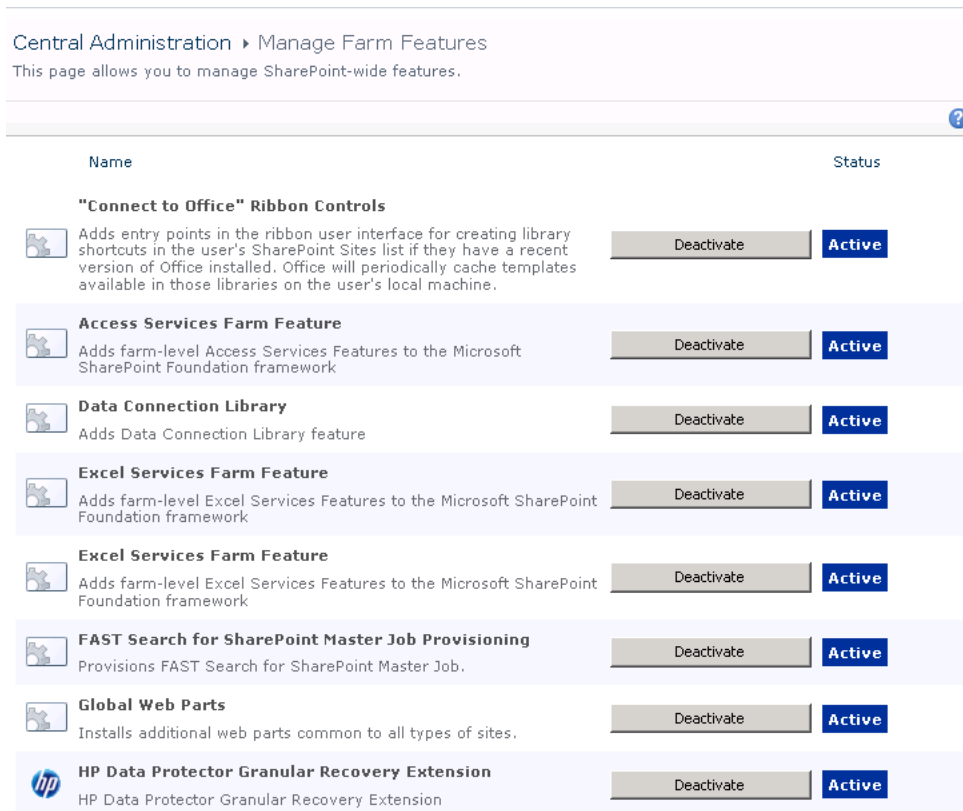 Central Administration ▸ Manage Farm Features
This page allows you to manage SharePoint-wide features.
?
Name Status
"Connect to Office" Ribbon Controls
Adds entry points in the ribbon user interface for creating library
shortcuts in the user's SharePoint Sites list if they have a recent
version of Office installed. Office will periodically cache templates
available in those libraries on the user's local machine.
Deactivate Active
Access Services Farm Feature
Adds farm-level Access Services Features to the Microsoft
SharePoint Foundation framework
Deactivate Active
Data Connection Library
Adds Data Connection Library feature
Deactivate Active
Excel Services Farm Feature
Adds farm-level Excel Services Features to the Microsoft SharePoint
Foundation framework
Deactivate Active
Excel Services Farm Feature
Adds farm-level Excel Services Features to the Microsoft SharePoint
Foundation framework
Deactivate Active
FAST Search for SharePoint Master Job Provisioning
Provisions FAST Search for SharePoint Master Job.
Deactivate Active
Global Web Parts
Installs additional web parts common to all types of sites.
Deactivate Active
hp
HP Data Protector Granular Recovery Extension
HP Data Protector Granular Recovery Extension
Deactivate Active